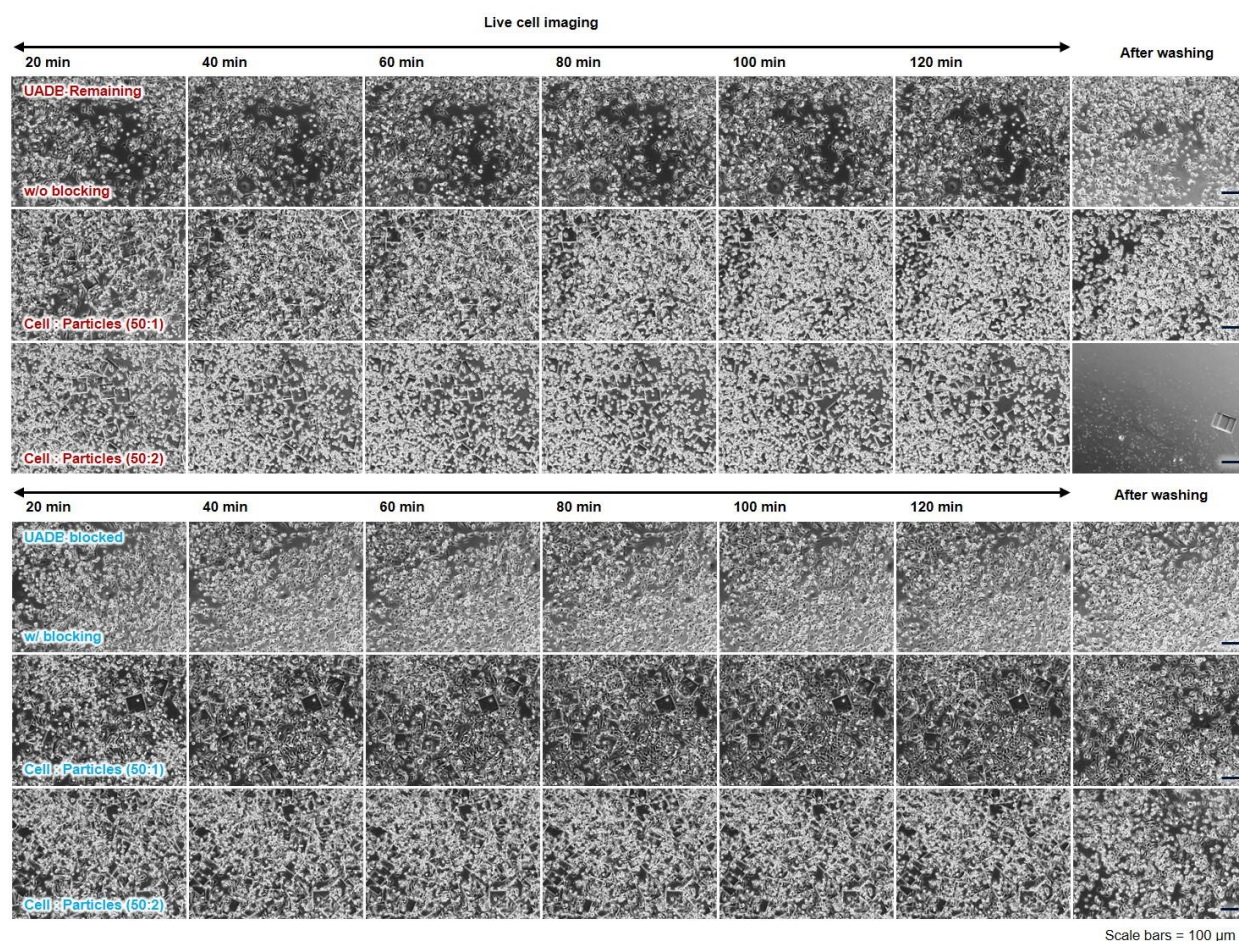 Live cell imaging
20 min 40 min 60 min 80 min 100 min 120 min After washing
UADB-Remaining
w/o blocking
Cell : Particles (50:1)
Cell : Particles (50:2)
20 min 40 min 60 min 80 min 100 min 120 min After washing
UADB-blocked
w/ blocking
Cell : Particles (50:1)
Cell : Particles (50:2)
Scale bars = 100 µm